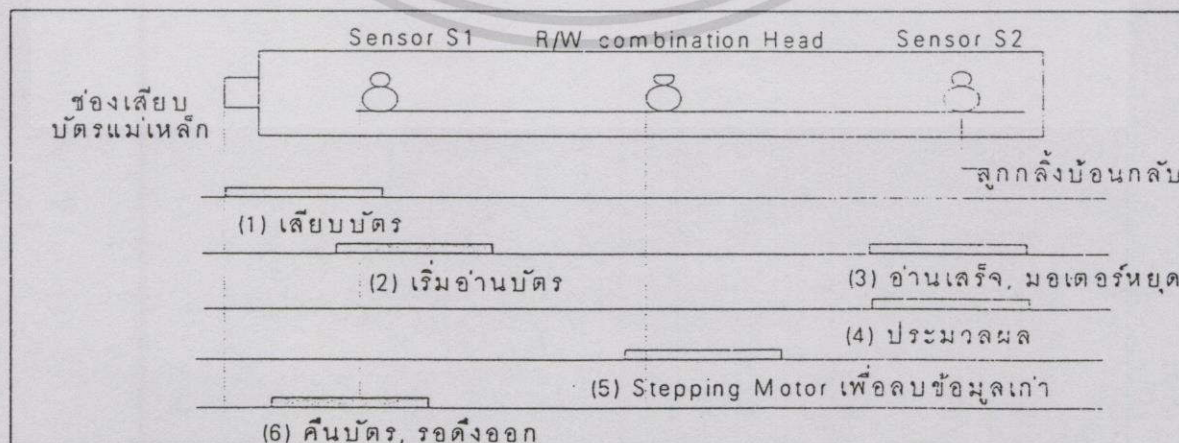 Sensor S1 R/W combination Head Sensor S2
ช่องเสียบ
บัตรแม่เหล็ก
ลูกกลิ้งป้อนกลับ
(1) เสียบบัตร
(2) เริ่มอ่านบัตร
(3) อ่านเสร็จ, มอเตอร์หยุด
(4) ประมวลผล
(5) Stepping Motor เพื่อลบข้อมูลเก่า
(6) คืนบัตร, รอดึงออก